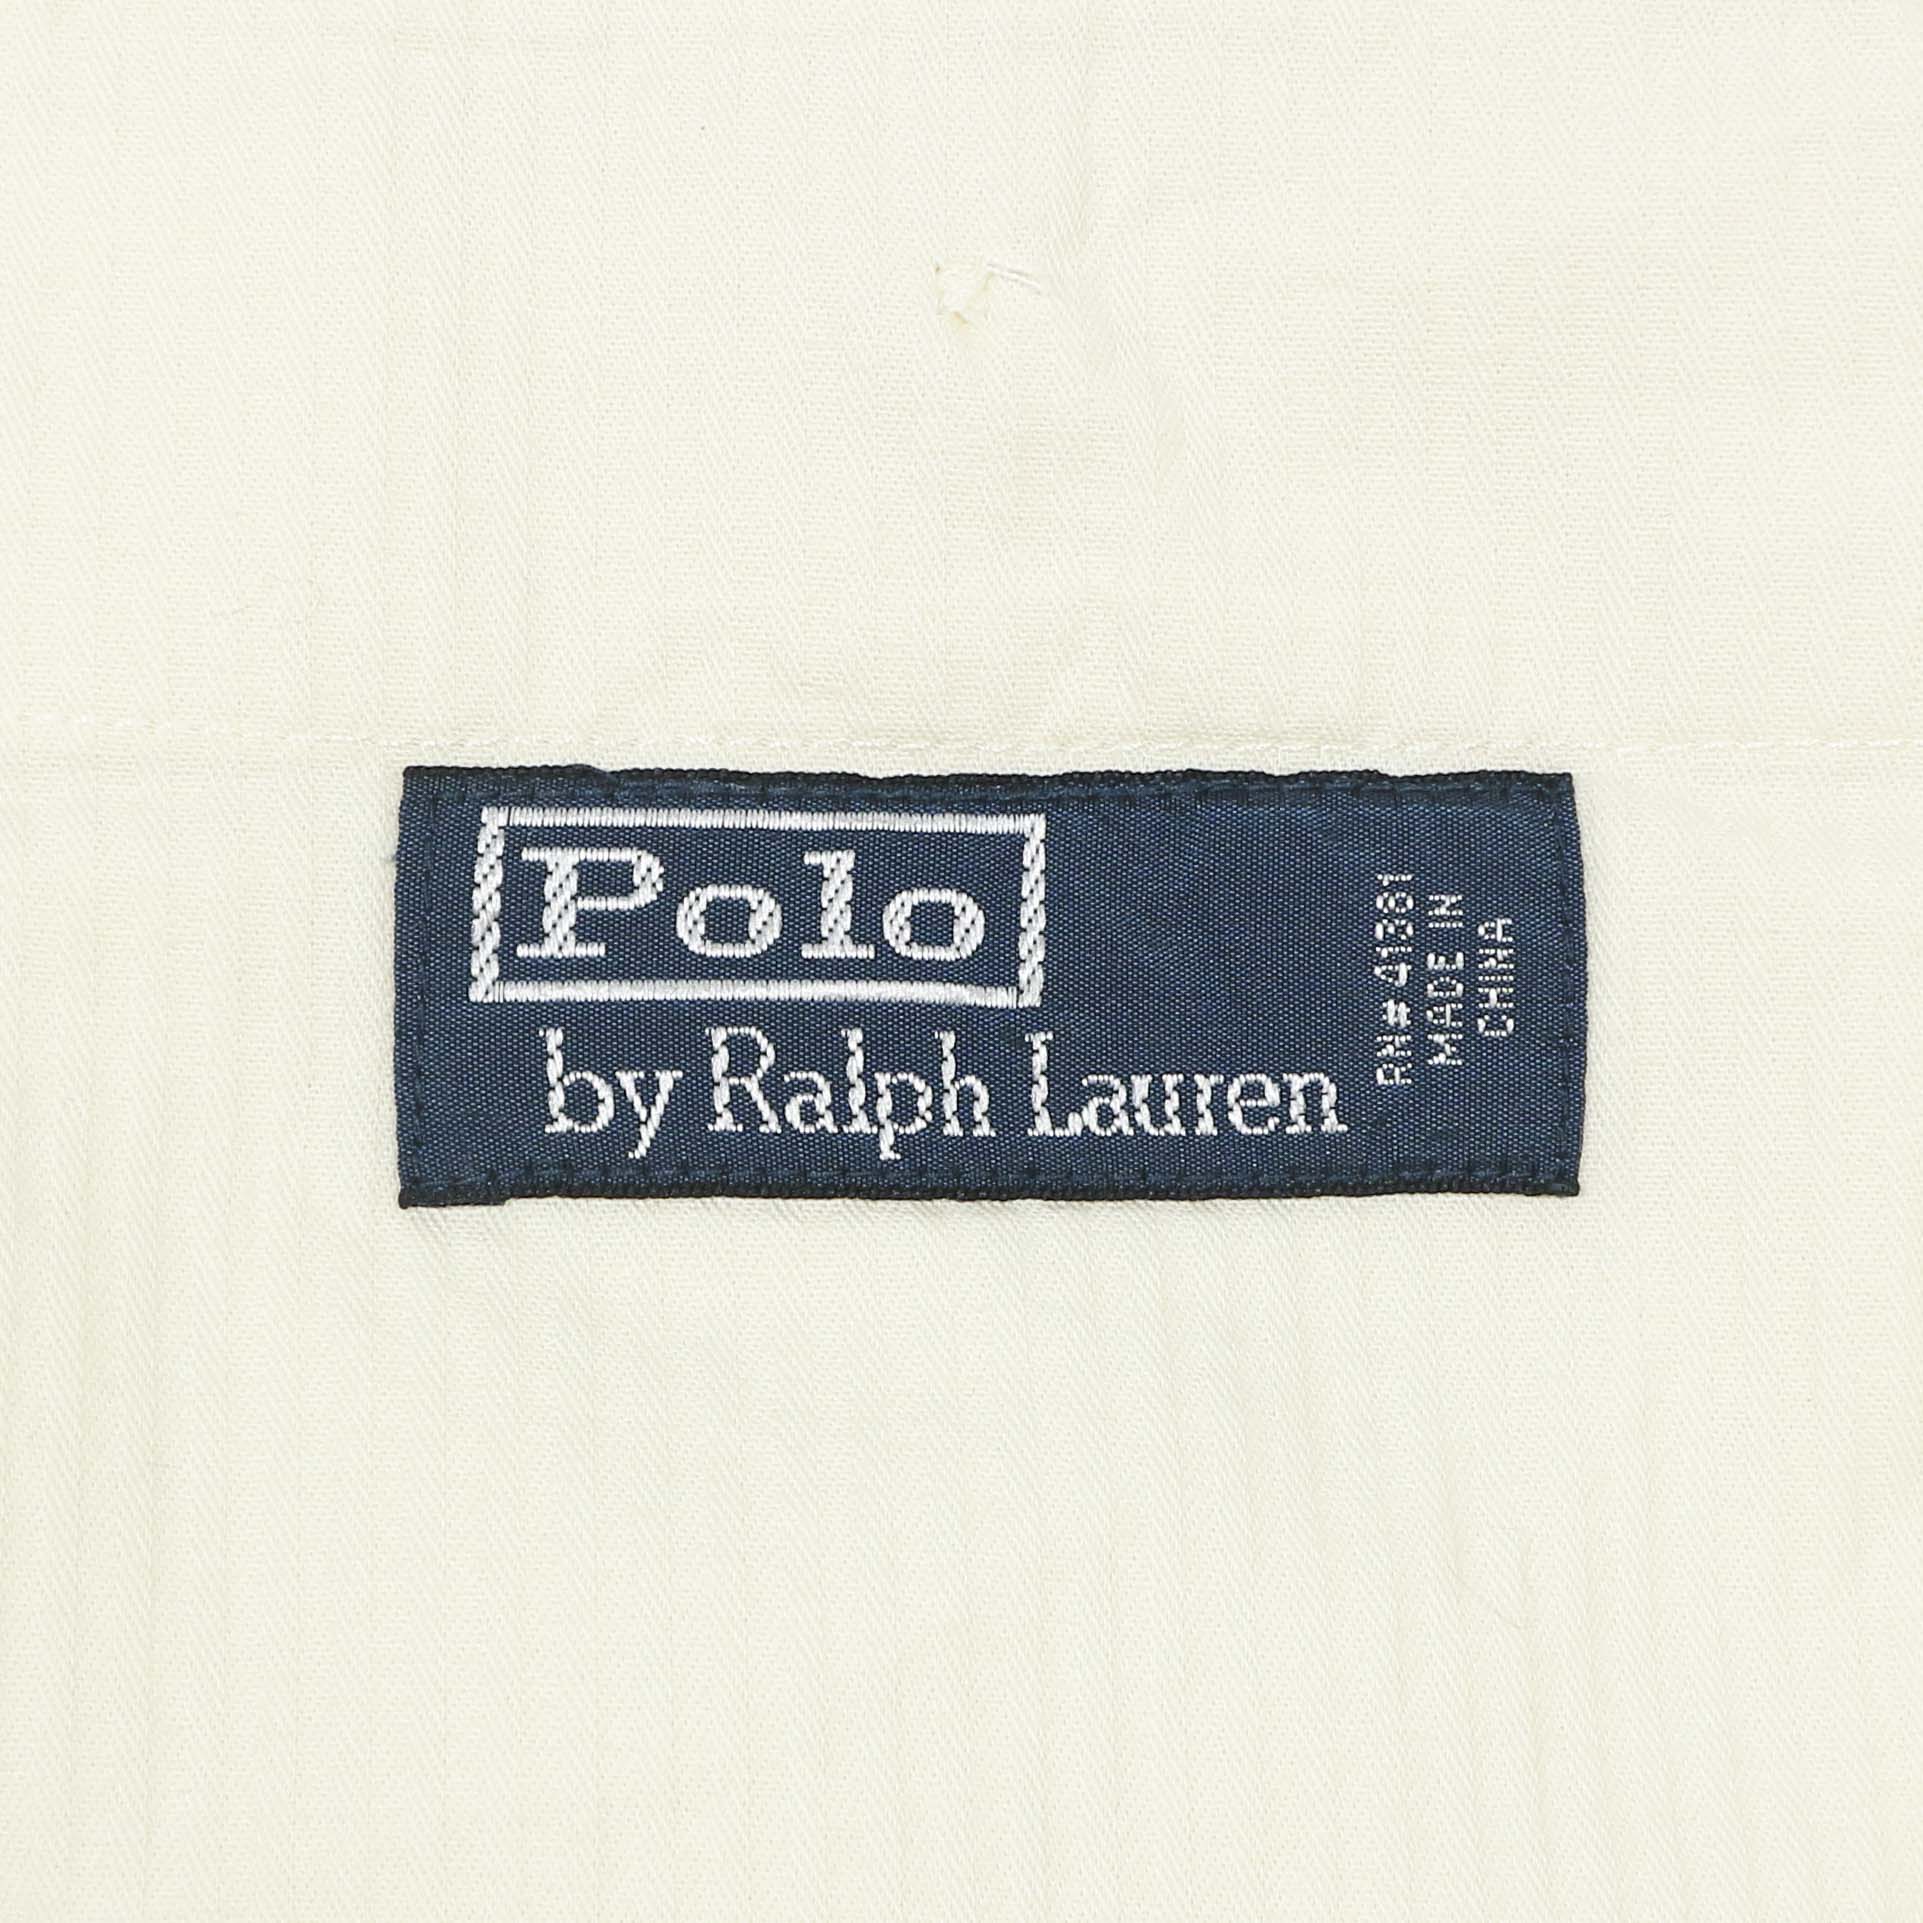 Polo
by Ralph Lauren
RN# 41381
MADE IN
CHINA